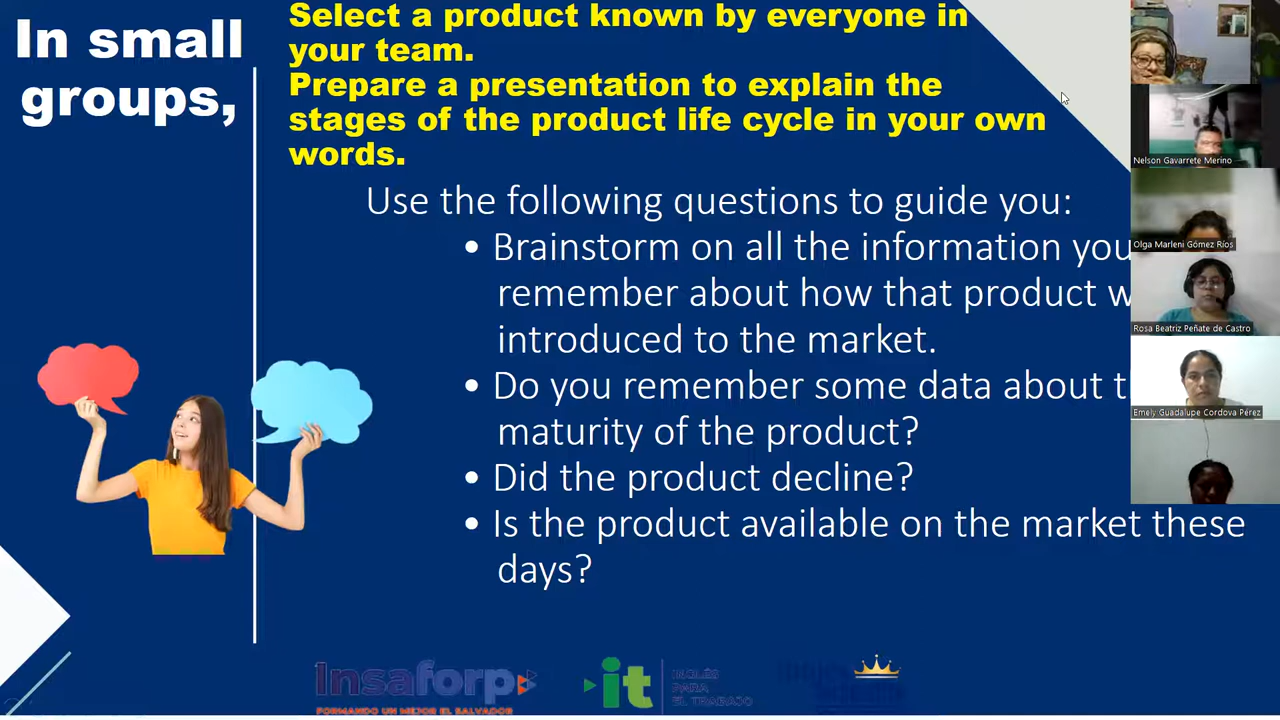 In small
groups,
Select a product known by everyone in
your team.
Prepare a presentation to explain the
stages of the product life cycle in your own
words.
Use the following questions to guide you:
• Brainstorm on all the information you
remember about how that product w
introduced to the market.
• Do you remember some data about t
maturity of the product?
• Did the product decline?
• Is the product available on the market these
days?
Nelson Gavarrete Merino
Olga Marleni Gómez Ríos
Rosa Beatriz Peñate de Castro
Emely Guadalupe Cordova Pérez
Insaforp
FORMANDO UN MEJOR EL SALVADOR
it
INGLÉS
PARA
EL TRABAJO